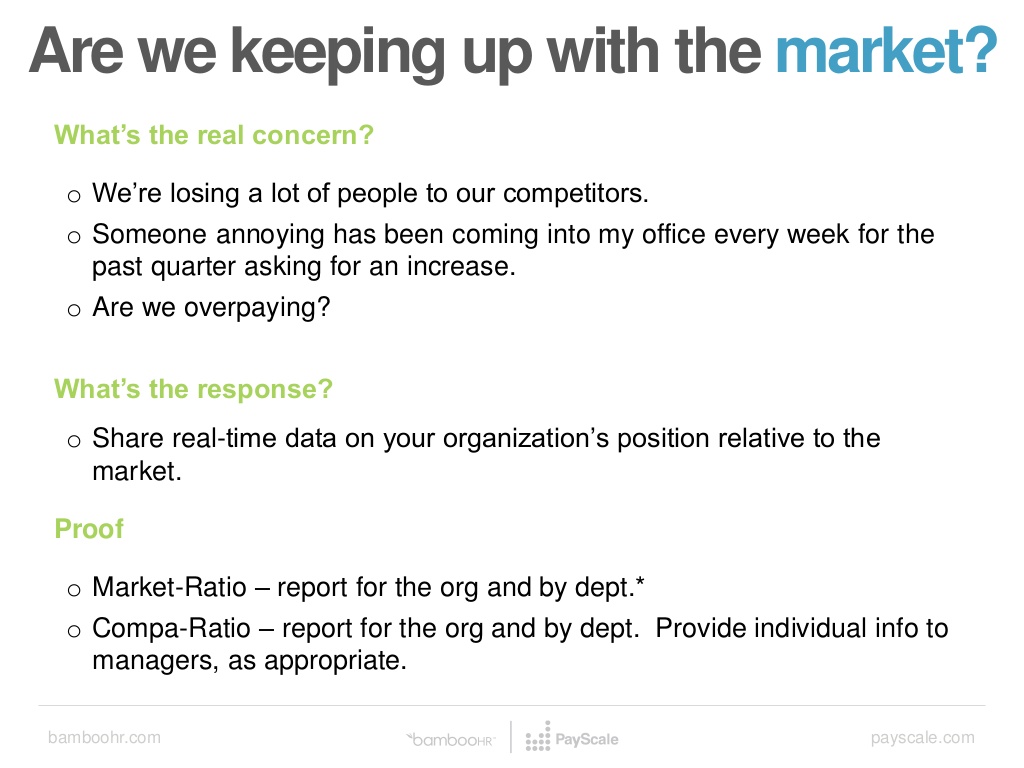 Are we keeping up with the market?
What’s the real concern?
o We’re losing a lot of people to our competitors.
o Someone annoying has been coming into my office every week for the
past quarter asking for an increase.
o Are we overpaying?
What’s the response?
o Share real-time data on your organization’s position relative to the
market.
Proof
o Market-Ratio – report for the org and by dept.*
o Compa-Ratio – report for the org and by dept.  Provide individual info to
managers, as appropriate.
bamboohr.com
bambooHR
PayScale
payscale.com